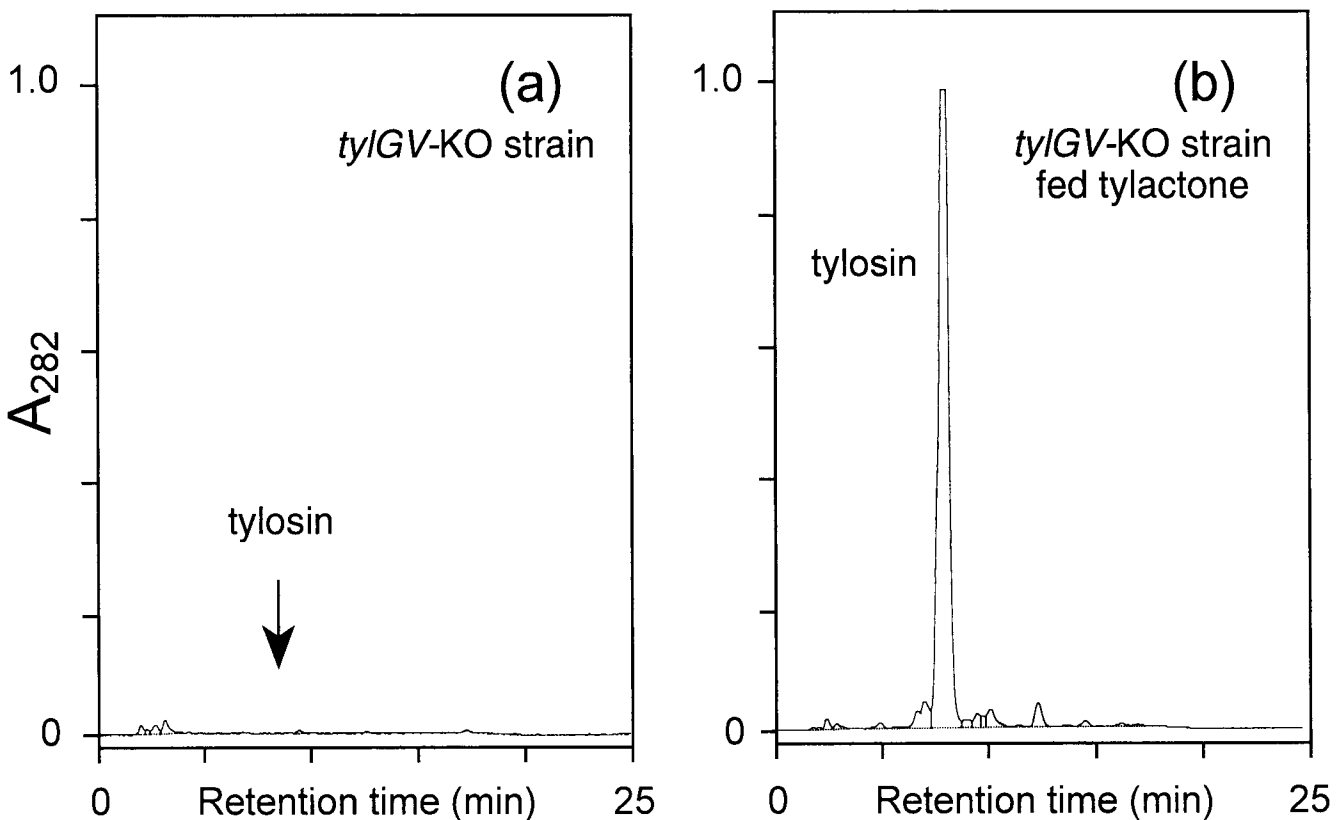 1.0
(a)
tylGV-KO strain
A282
tylosin
0
0
Retention time (min)
25
1.0
(b)
tylGV-KO strain
fed tylactone
tylosin
0
0
Retention time (min)
25